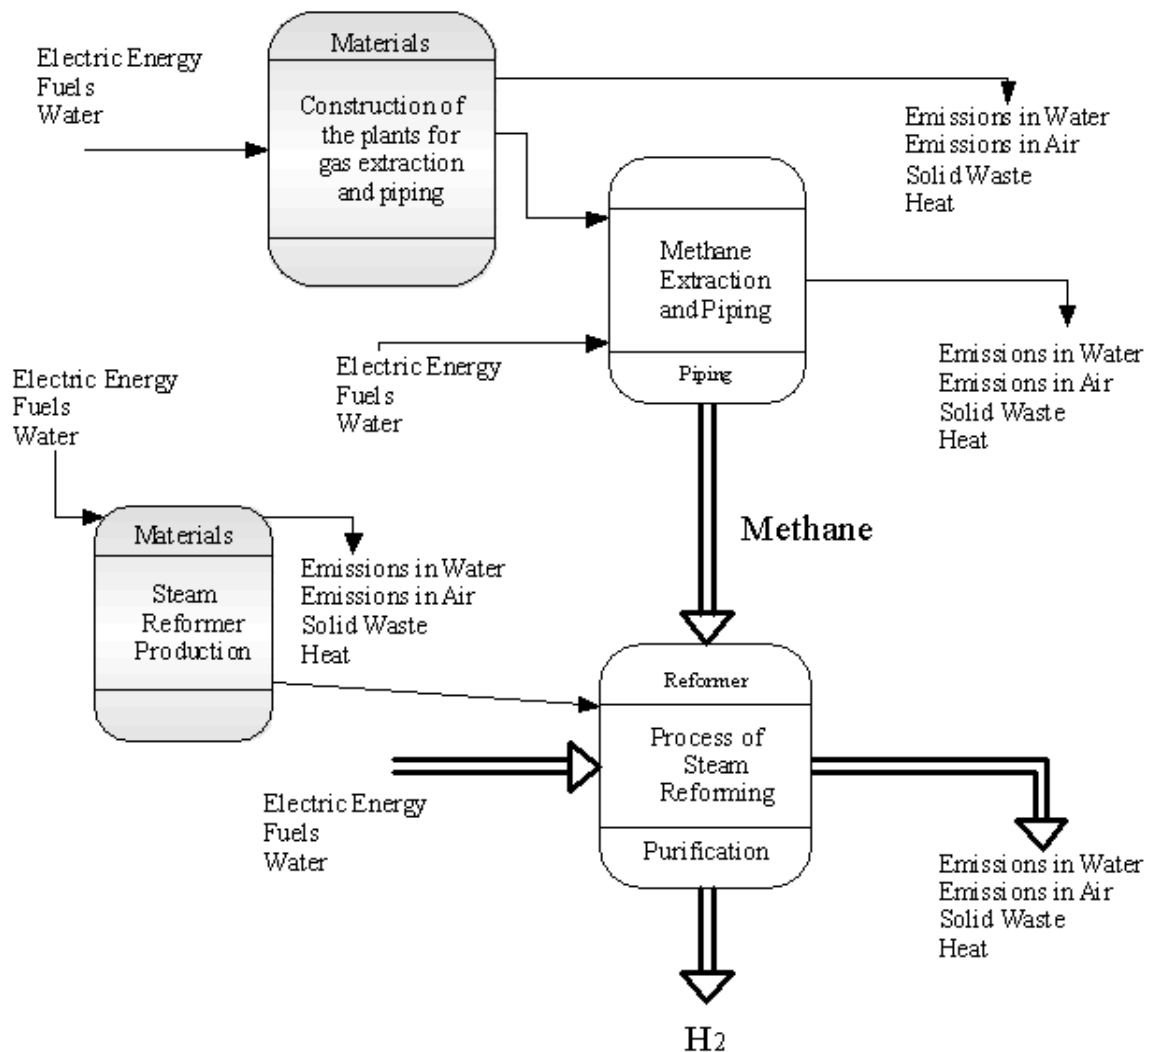 Materials
Electric Energy
Fuels
Water
Construction of
the plants for
gas extraction
and piping
Emissions in Water
Emissions in Air
Solid Waste
Heat
Methane
Extraction
and Piping
Piping
Electric Energy
Fuels
Water
Emissions in Water
Emissions in Air
Solid Waste
Heat
Electric Energy
Fuels
Water
Materials
Steam
Reformer
Production
Emissions in Water
Emissions in Air
Solid Waste
Heat
Methane
Reformer
Process of
Steam
Reforming
Purification
Electric Energy
Fuels
Water
Emissions in Water
Emissions in Air
Solid Waste
Heat
H2